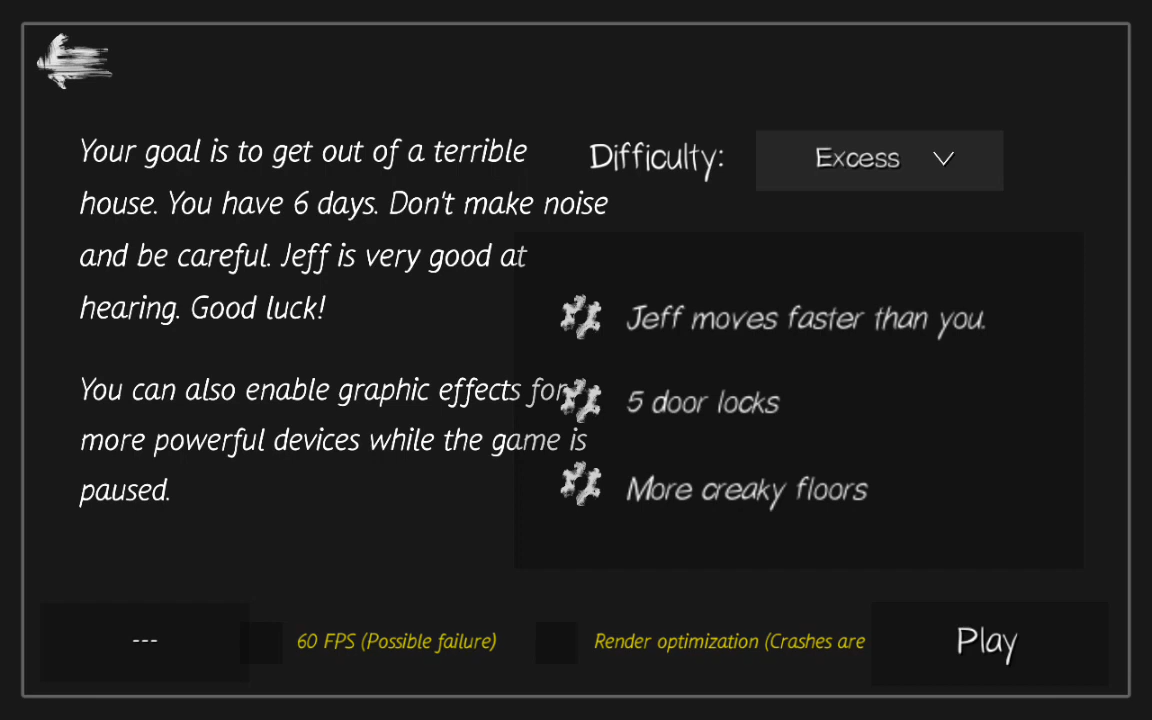 Your goal is to get out of a terrible
house. You have 6 days. Don't make noise
and be careful. Jeff is very good at
hearing. Good luck!
You can also enable graphic effects for
more powerful devices while the game is
paused.
Difficulty:
Excess
Jeff moves faster than you.
5 door locks
More creaky floors
---
60 FPS (Possible failure)
Render optimization (Crashes are
Play